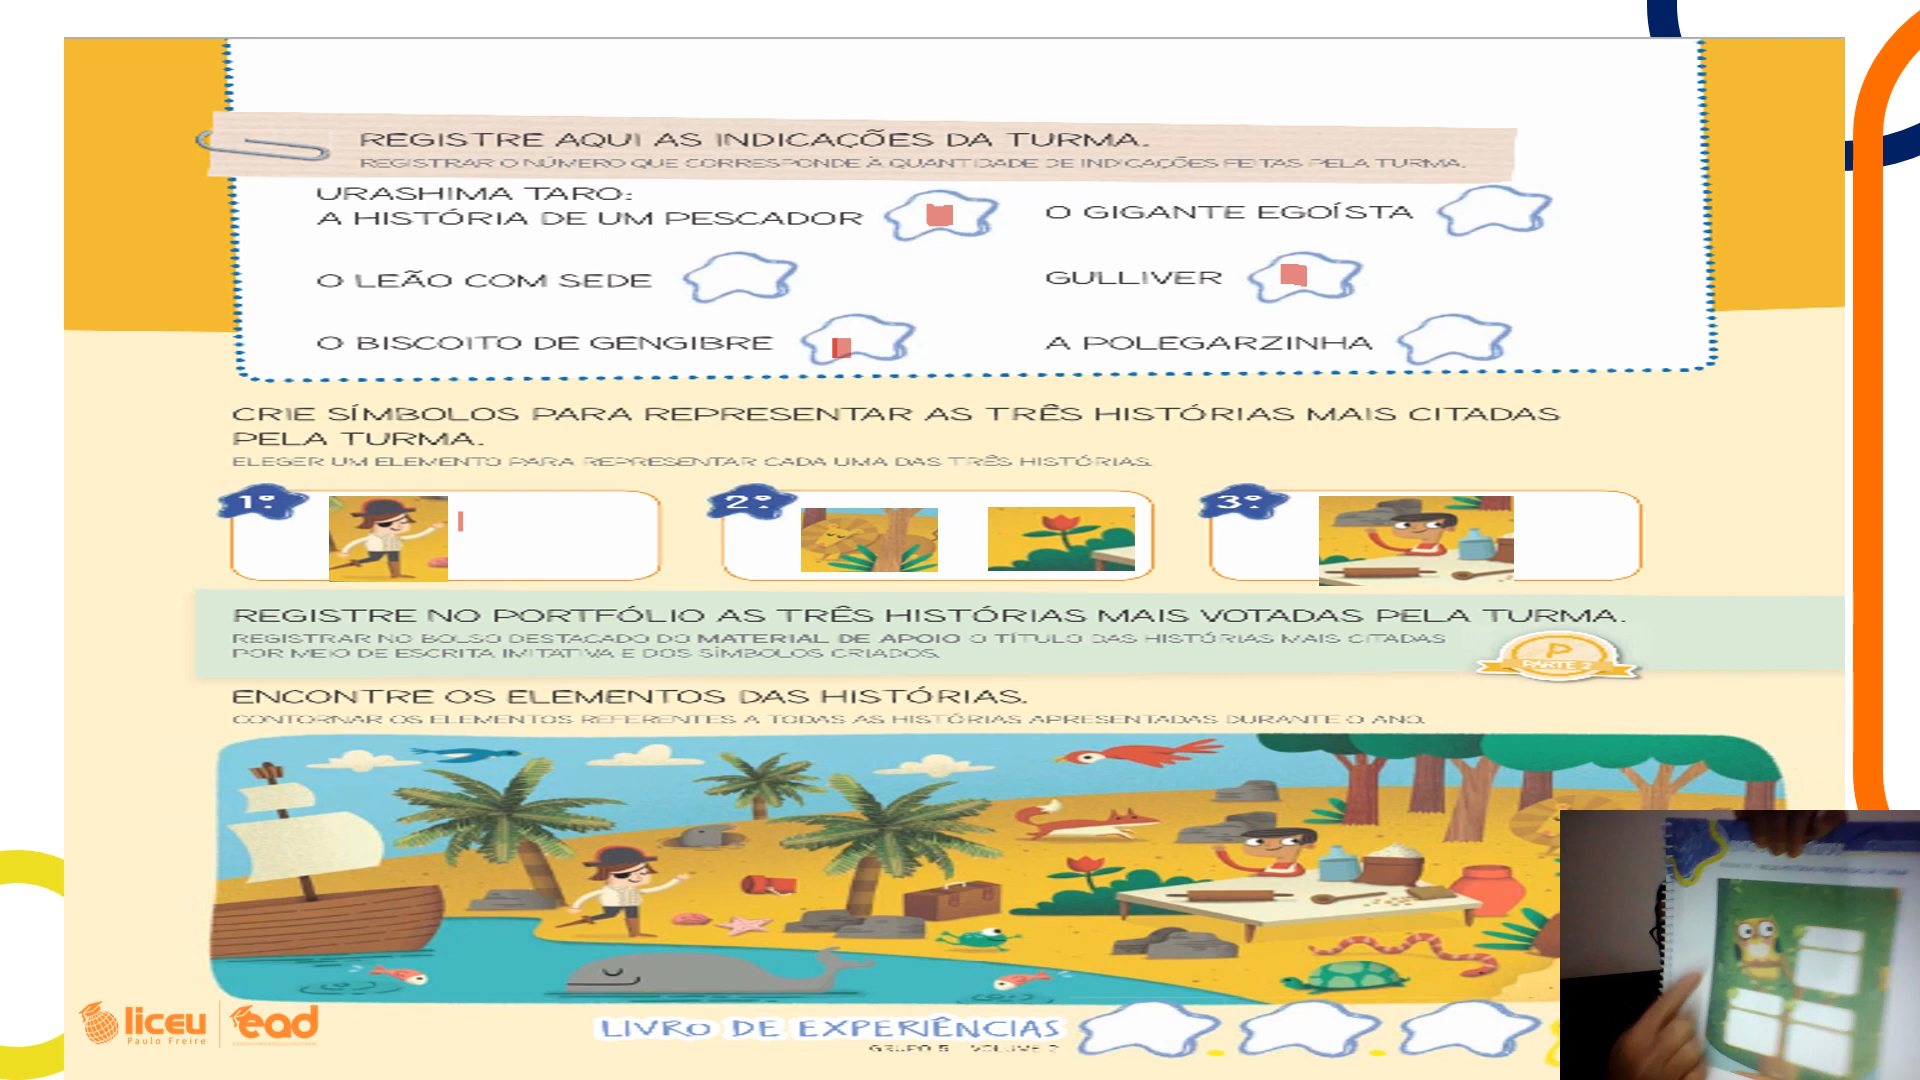 REGISTRE AQUI AS INDICAÇÕES DA TURMA.
REGISTRAR O NÚMERO QUE CORRESPONDE À QUANTIDADE DE INDICAÇÕES FEITAS PELA TURMA.
URASHIMA TARO:
A HISTÓRIA DE UM PESCADOR
O GIGANTE EGOÍSTA
O LEÃO COM SEDE
GULLIVER
O BISCOITO DE GENGIBRE
A POLEGARZINHA
CRIE SÍMBOLOS PARA REPRESENTAR AS TRÊS HISTÓRIAS MAIS CITADAS
PELA TURMA.
ELEGER UM ELEMENTO PARA REPRESENTAR CADA UMA DAS TRÊS HISTÓRIAS.
1º
2º
3º
REGISTRE NO PORTFÓLIO AS TRÊS HISTÓRIAS MAIS VOTADAS PELA TURMA.
REGISTRAR NO BOLSO DESTACADO DO MATERIAL DE APOIO O TÍTULO DAS HISTÓRIAS MAIS CITADAS
POR MEIO DE ESCRITA IMITATIVA E DOS SÍMBOLOS CRIADOS.
P
PARTE 2
ENCONTRE OS ELEMENTOS DAS HISTÓRIAS.
CONTORNAR OS ELEMENTOS REFERENTES A TODAS AS HISTÓRIAS APRESENTADAS DURANTE O ANO.
liceu
Paulo Freire
ead
LIVRO DE EXPERIÊNCIAS
GRUPO 5 VOLUME 2